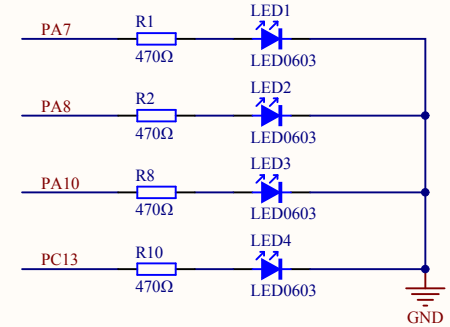 LED1
PA7 R1
470Ω LED0603
LED2
PA8 R2
470Ω LED0603
LED3
PA10 R8
470Ω LED0603
LED4
PC13 R10
470Ω LED0603
GND